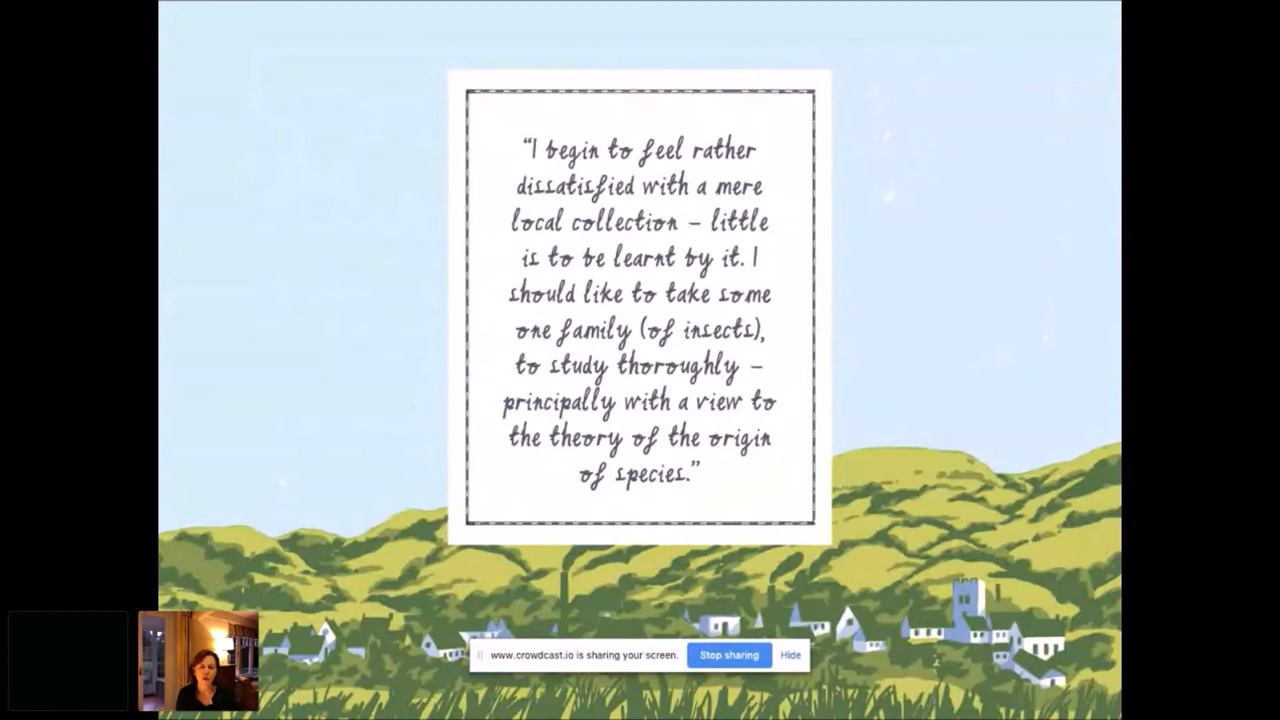 “I begin to feel rather
dissatisfied with a mere
local collection – little
is to be learnt by it. I
should like to take some
one family (of insects),
to study thoroughly –
principally with a view to
the theory of the origin
of species.”
www.crowdcast.io is sharing your screen. Stop sharing Hide